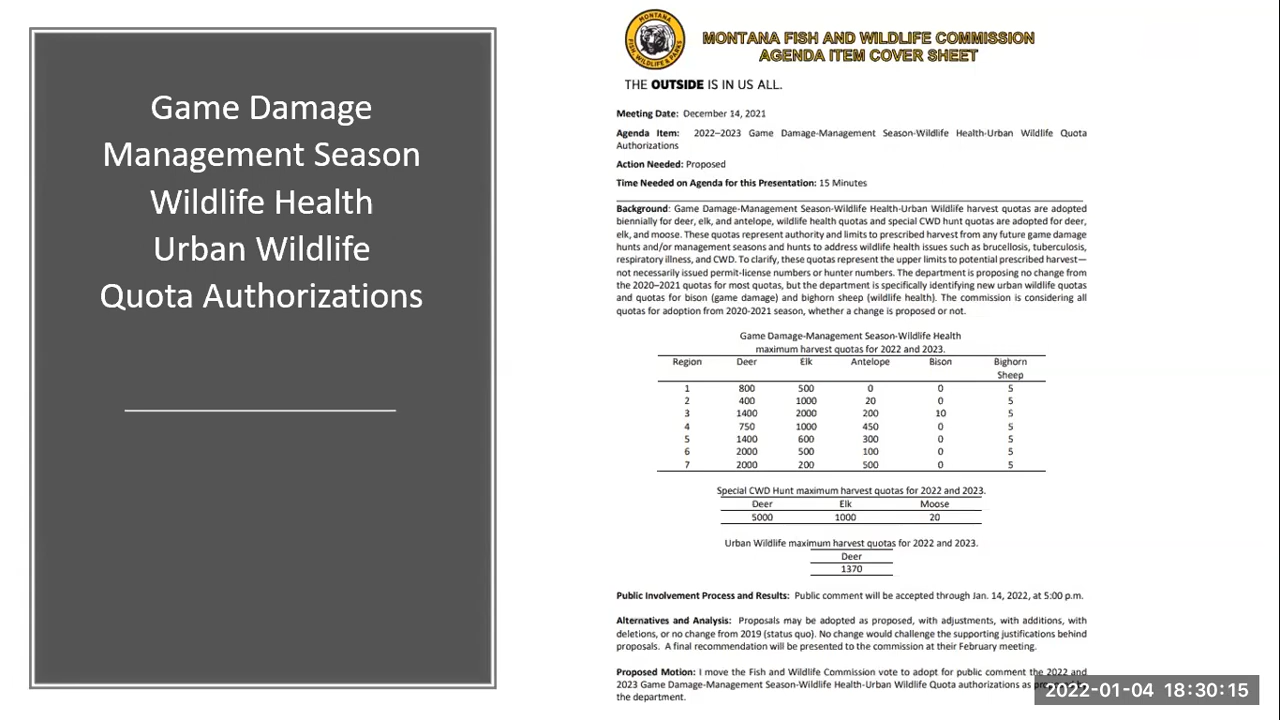 Game Damage
Management Season
Wildlife Health
Urban Wildlife
Quota Authorizations
MONTANA FISH AND WILDLIFE COMMISSION
AGENDA ITEM COVER SHEET
THE OUTSIDE IS IN US ALL.
Meeting Date: December 14, 2021
Agenda Item: 2022–2023 Game Damage-Management Season-Wildlife Health-Urban Wildlife Quota
Authorizations
Action Needed: Proposed
Time Needed on Agenda for this Presentation: 15 Minutes
Background: Game Damage-Management Season-Wildlife Health-Urban Wildlife harvest quotas are adopted
biennially for deer, elk, and antelope, wildlife health quotas and special CWD hunt quotas are adopted for deer,
elk, and moose. These quotas represent authority and limits to prescribed harvest from any future game damage
hunts and/or management seasons and hunts to address wildlife health issues such as brucellosis, tuberculosis,
respiratory illness, and CWD. To clarify, these quotas represent the upper limits to potential prescribed harvest—
not necessarily issued permit-license numbers or hunter numbers. The department is proposing no change from
the 2020–2021 quotas for most quotas, but the department is specifically identifying new urban wildlife quotas
and quotas for bison (game damage) and bighorn sheep (wildlife health). The commission is considering all
quotas for adoption from 2020-2021 season, whether a change is proposed or not.
Game Damage-Management Season-Wildlife Health
maximum harvest quotas for 2022 and 2023.
Region Deer Elk Antelope Bison Bighorn
Sheep
1 800 500 0 0 5
2 400 1000 20 0 5
3 1400 2000 200 10 5
4 750 1000 450 0 5
5 1400 600 300 0 5
6 2000 500 100 0 5
7 2000 200 500 0 5
Special CWD Hunt maximum harvest quotas for 2022 and 2023.
Deer Elk Moose
5000 1000 20
Urban Wildlife maximum harvest quotas for 2022 and 2023.
Deer
1370
Public Involvement Process and Results: Public comment will be accepted through Jan. 14, 2022, at 5:00 p.m.
Alternatives and Analysis: Proposals may be adopted as proposed, with adjustments, with additions, with
deletions, or no change from 2019 (status quo). No change would challenge the supporting justifications behind
proposals. A final recommendation will be presented to the commission at their February meeting.
Proposed Motion: I move the Fish and Wildlife Commission vote to adopt for public comment the 2022 and
2023 Game Damage-Management Season-Wildlife Health-Urban Wildlife Quota authorizations as
the department.
2022-01-04 18:30:15